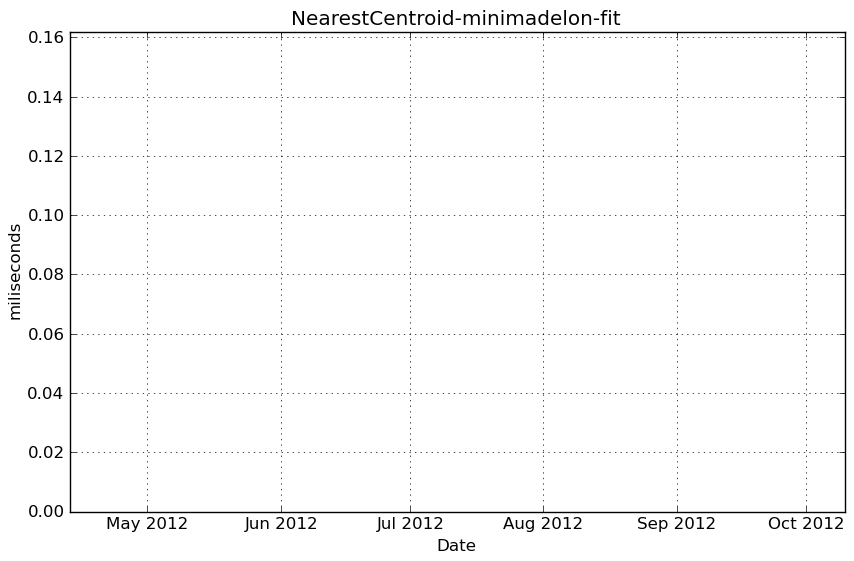 NearestCentroid-minimadelon-fit
0.16
0.14
0.12
0.10
0.08
0.06
0.04
0.02
0.00
miliseconds
May 2012 Jun 2012 Jul 2012 Aug 2012 Sep 2012 Oct 2012
Date